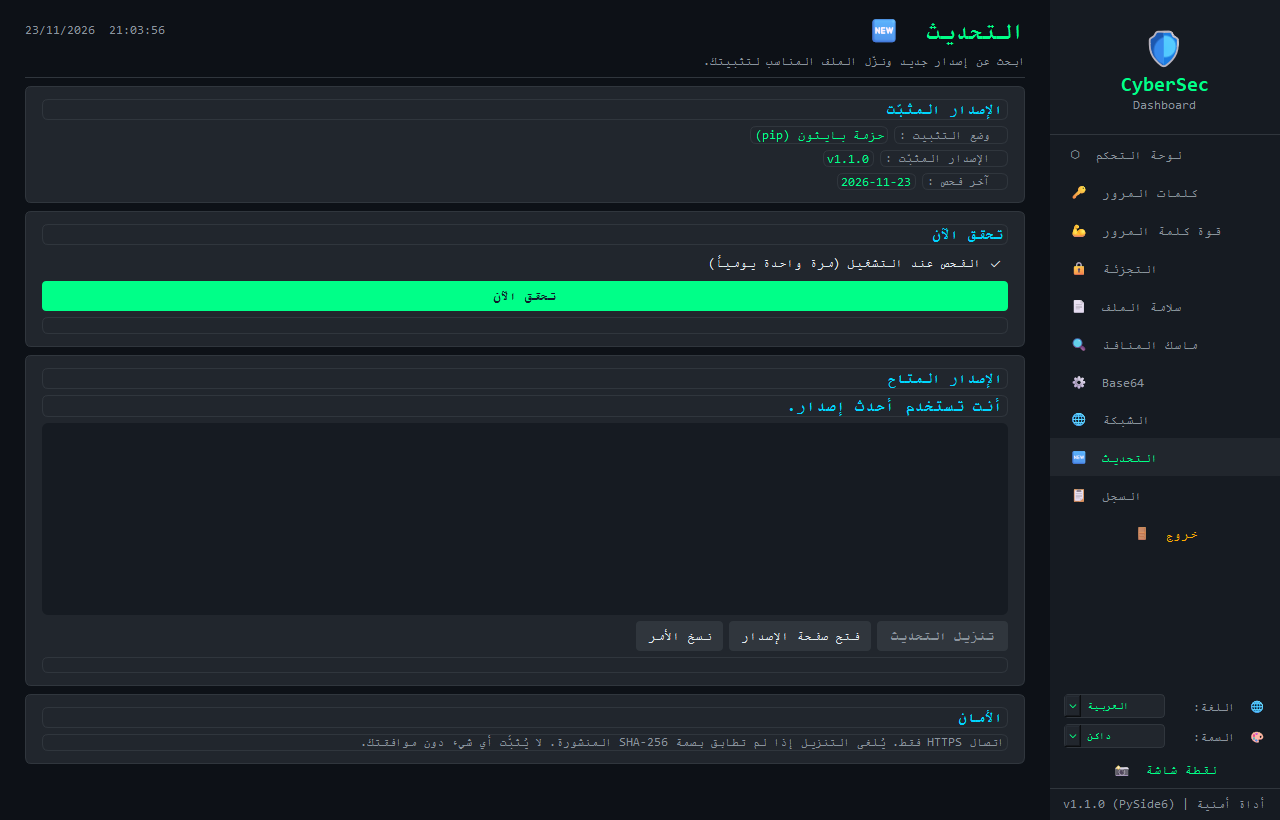 CyberSec
Dashboard
لوحة التحكم
كلمات المرور
قوة كلمة المرور
التجزئة
سلامة الملف
ماسك المنافذ
Base64
الشبكة
التحديث
السجل
خروج
اللغة:
العربية
السمة:
داكن
لقطة شاشة
أداة أمنية | v1.1.0 (PySide6)
التحديث NEW
23/11/2026 21:03:56
ابحث عن إصدار جديد ونزّل الملف المناسب لتثبيتك.
الإصدار المثبّت
وضع التثبيت : حزمة بايثون (pip)
الإصدار المثبّت : v1.1.0
آخر فحص : 2026-11-23
تحقق الآن
الفحص عند التشغيل (مرة واحدة يومياً)
تحقق الآن
الإصدار المتاح
أنت تستخدم أحدث إصدار.
تنزيل التحديث
فتح صفحة الإصدار
نسخ الأمر
الأمان
اتصال HTTPS فقط. يُلغى التنزيل إذا لم تطابق بصمة SHA-256 المنشورة. لا يُثبَّت أي شيء دون موافقتك.